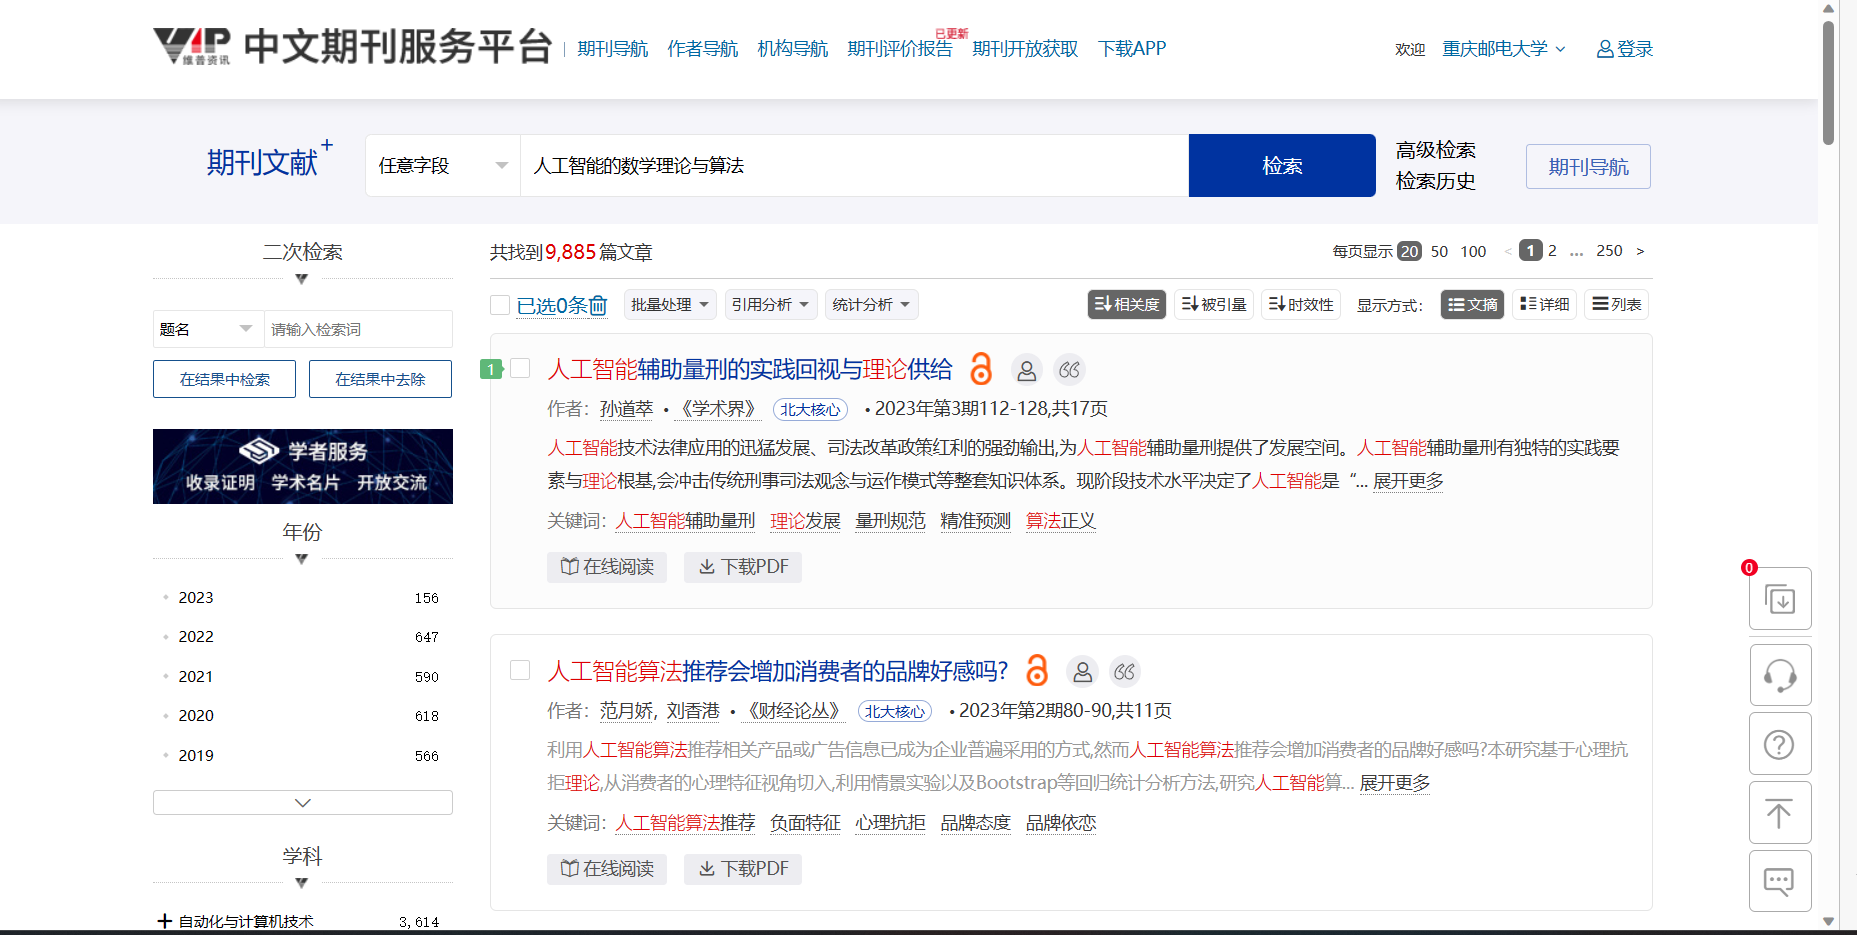 VIP 维普资讯 中文期刊服务平台 期刊导航 作者导航 机构导航 期刊评价报告 已更新 期刊开放获取 下载APP 欢迎 重庆邮电大学 登录
期刊文献+ 任意字段 人工智能的数学理论与算法 检索 高级检索 期刊导航
检索历史
二次检索
题名 请输入检索词
在结果中检索 在结果中去除
学者服务
收录证明 学术名片 开放交流
年份
2023 156
2022 647
2021 590
2020 618
2019 566
学科
自动化与计算机技术 3,614
共找到9,885篇文章 每页显示 20 50 100 < 1 2 ... 250 >
已选0条 批量处理 引用分析 统计分析 相关度 被引量 时效性 显示方式: 文摘 详细 列表
1 人工智能辅助量刑的实践回视与理论供给
作者: 孙道萃 •《学术界》 北大核心 •2023年第3期112-128,共17页
人工智能技术法律应用的迅猛发展、司法改革政策红利的强劲输出,为人工智能辅助量刑提供了发展空间。人工智能辅助量刑有独特的实践要
素与理论根基,会冲击传统刑事司法观念与运作模式等整套知识体系。现阶段技术水平决定了人工智能是“... 展开更多
关键词: 人工智能辅助量刑 理论发展 量刑规范 精准预测 算法正义
在线阅读 下载PDF
人工智能算法推荐会增加消费者的品牌好感吗?
作者: 范月娇, 刘香港 •《财经论丛》 北大核心 •2023年第2期80-90,共11页
利用人工智能算法推荐相关产品或广告信息已成为企业普遍采用的方式,然而人工智能算法推荐会增加消费者的品牌好感吗?本研究基于心理抗
拒理论,从消费者的心理特征视角切入,利用情景实验以及Bootstrap等回归统计分析方法,研究人工智能算... 展开更多
关键词: 人工智能算法推荐 负面特征 心理抗拒 品牌态度 品牌依恋
在线阅读 下载PDF
0